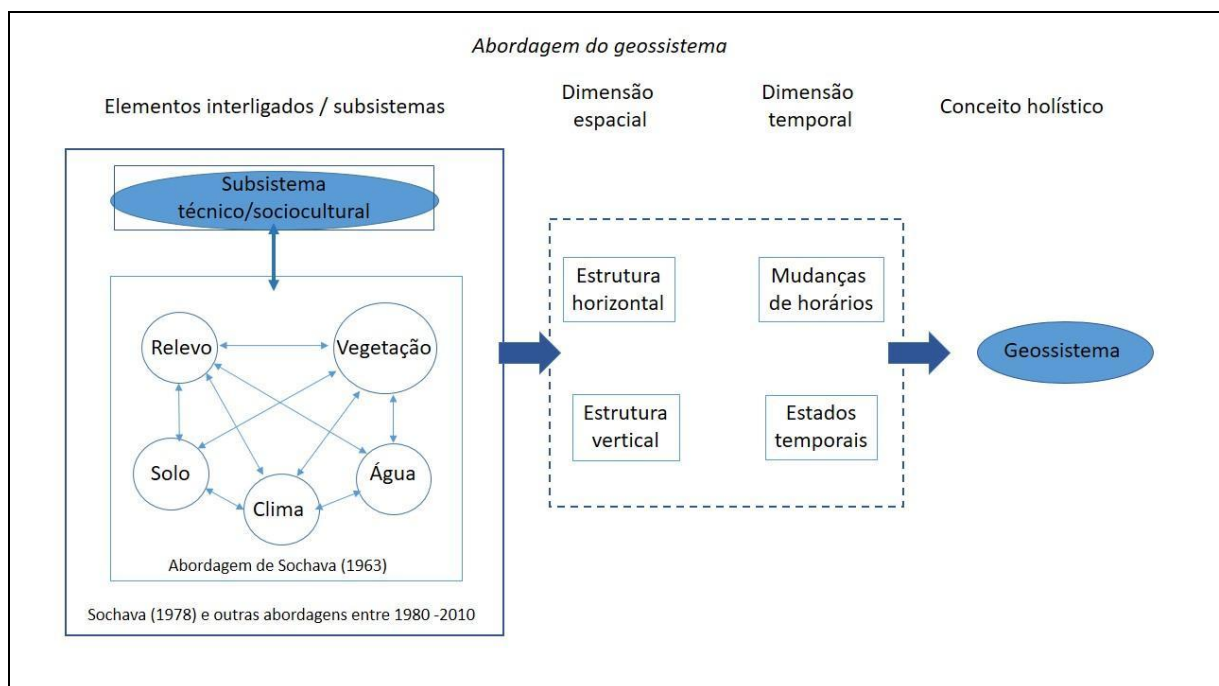 Abordagem do geossistema
Elementos interligados / subsistemas
Dimensão
espacial
Dimensão
temporal
Conceito holístico
Subsistema
técnico/sociocultural
Relevo
Vegetação
Solo
Clima
Água
Abordagem de Sochava (1963)
Sochava (1978) e outras abordagens entre 1980 -2010
Estrutura
horizontal
Mudanças
de horários
Estrutura
vertical
Estados
temporais
Geossistema